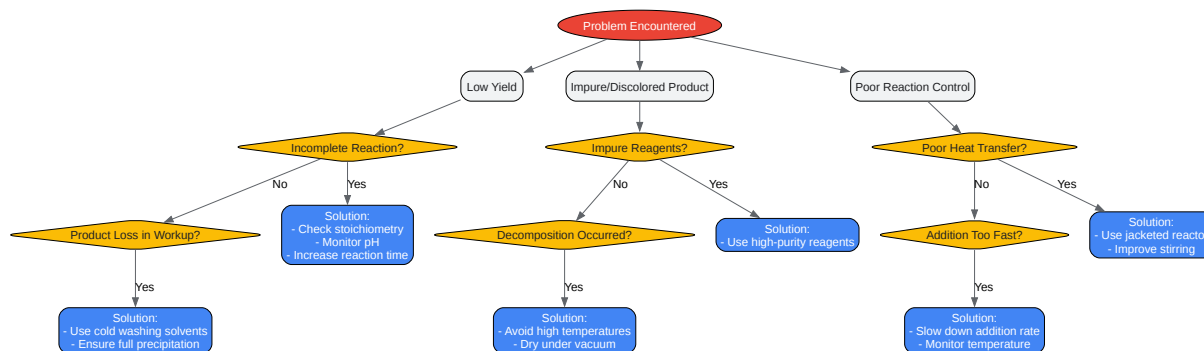 Problem Encountered
Low Yield
Impure/Discolored Product
Poor Reaction Control
Incomplete Reaction?
Impure Reagents?
Poor Heat Transfer?
No
Yes
No
Yes
No
Yes
Product Loss in Workup?
Solution:
- Check stoichiometry
- Monitor pH
- Increase reaction time
Decomposition Occurred?
Solution:
- Use high-purity reagents
Addition Too Fast?
Solution:
- Use jacketed reacto
- Improve stirring
Yes
Yes
Yes
Solution:
- Use cold washing solvents
- Ensure full precipitation
Solution:
- Avoid high temperatures
- Dry under vacuum
Solution:
- Slow down addition rate
- Monitor temperature